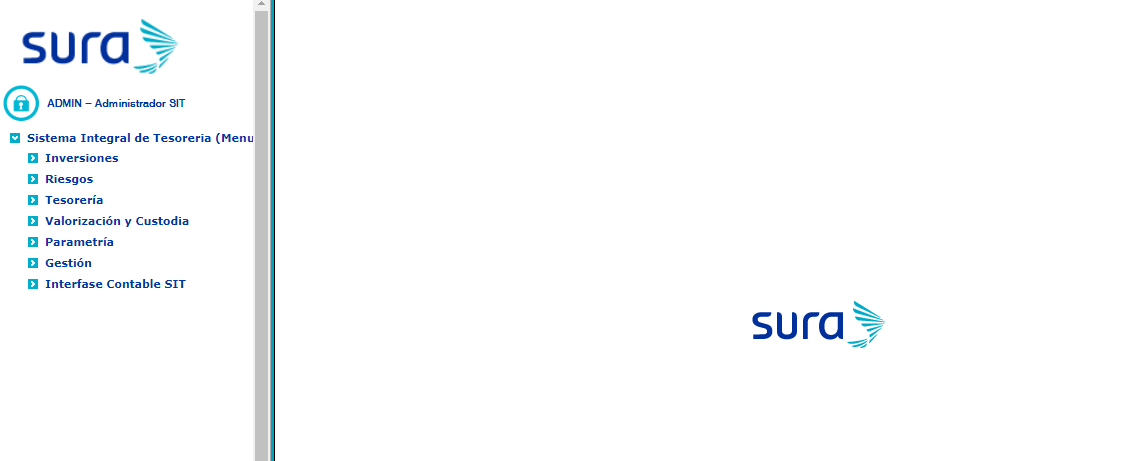 sura
ADMIN – Administrador SIT
Sistema Integral de Tesoreria (Menu
Inversiones
Riesgos
Tesorería
Valorización y Custodia
Parametría
Gestión
Interfase Contable SIT
sura